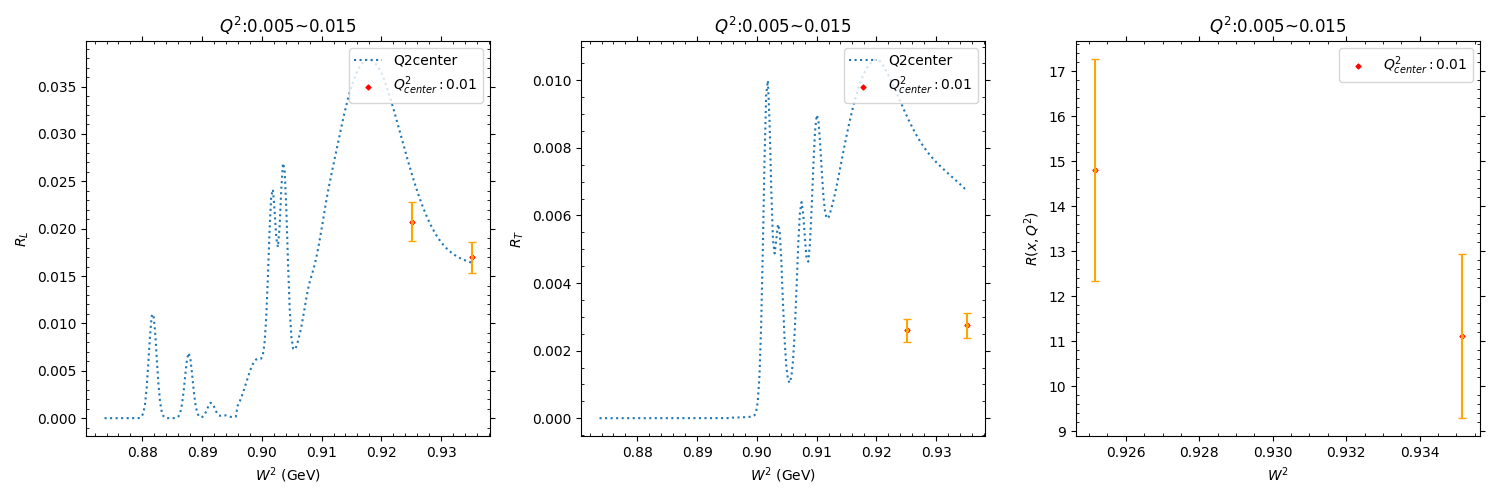 Q²:0.005~0.015
Q2center
Q²center : 0.01
0.035
0.030
0.025
0.020
0.015
0.010
0.005
0.000
R_L
0.88 0.89 0.90 0.91 0.92 0.93
W² (GeV)
Q²:0.005~0.015
Q2center
Q²center : 0.01
0.010
0.008
0.006
0.004
0.002
0.000
R_T
0.88 0.89 0.90 0.91 0.92 0.93
W² (GeV)
Q²:0.005~0.015
Q²center : 0.01
17
16
15
14
13
12
11
10
9
R(x, Q²)
0.926 0.928 0.930 0.932 0.934
W²